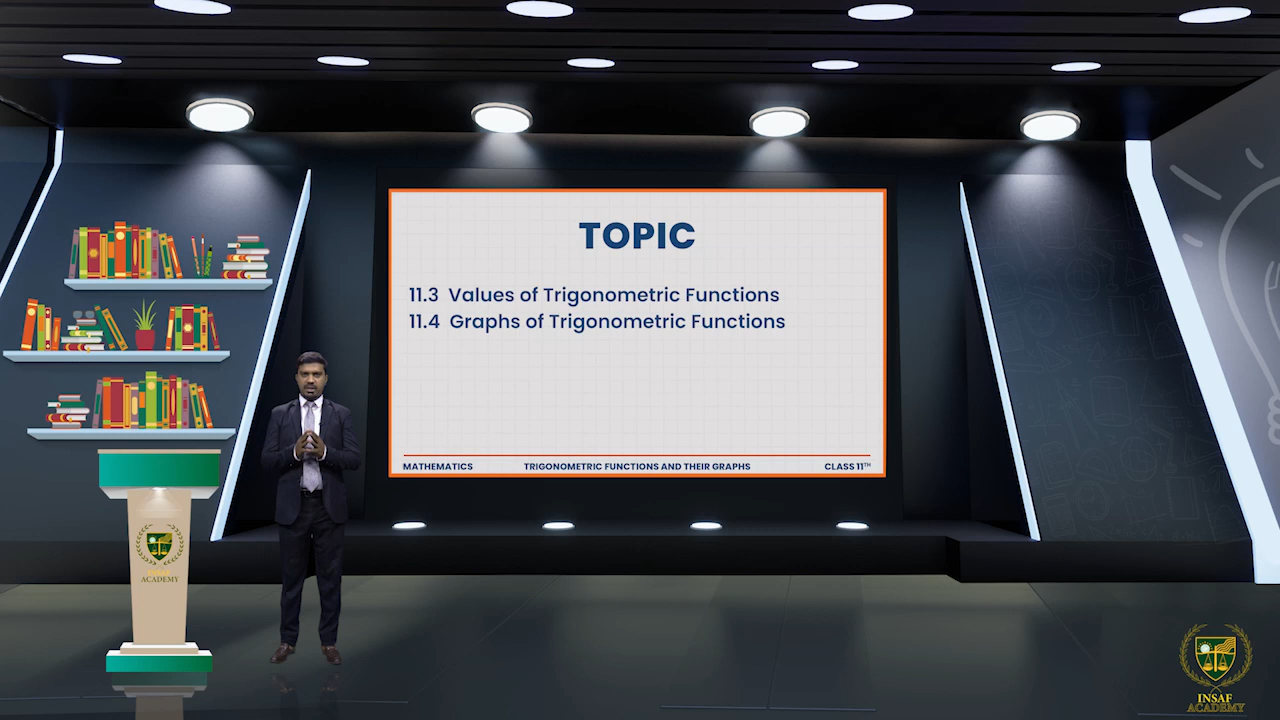 TOPIC
11.3 Values of Trigonometric Functions
11.4 Graphs of Trigonometric Functions
MATHEMATICS TRIGONOMETRIC FUNCTIONS AND THEIR GRAPHS CLASS 11TH
INSAF
ACADEMY
INSAF
ACADEMY